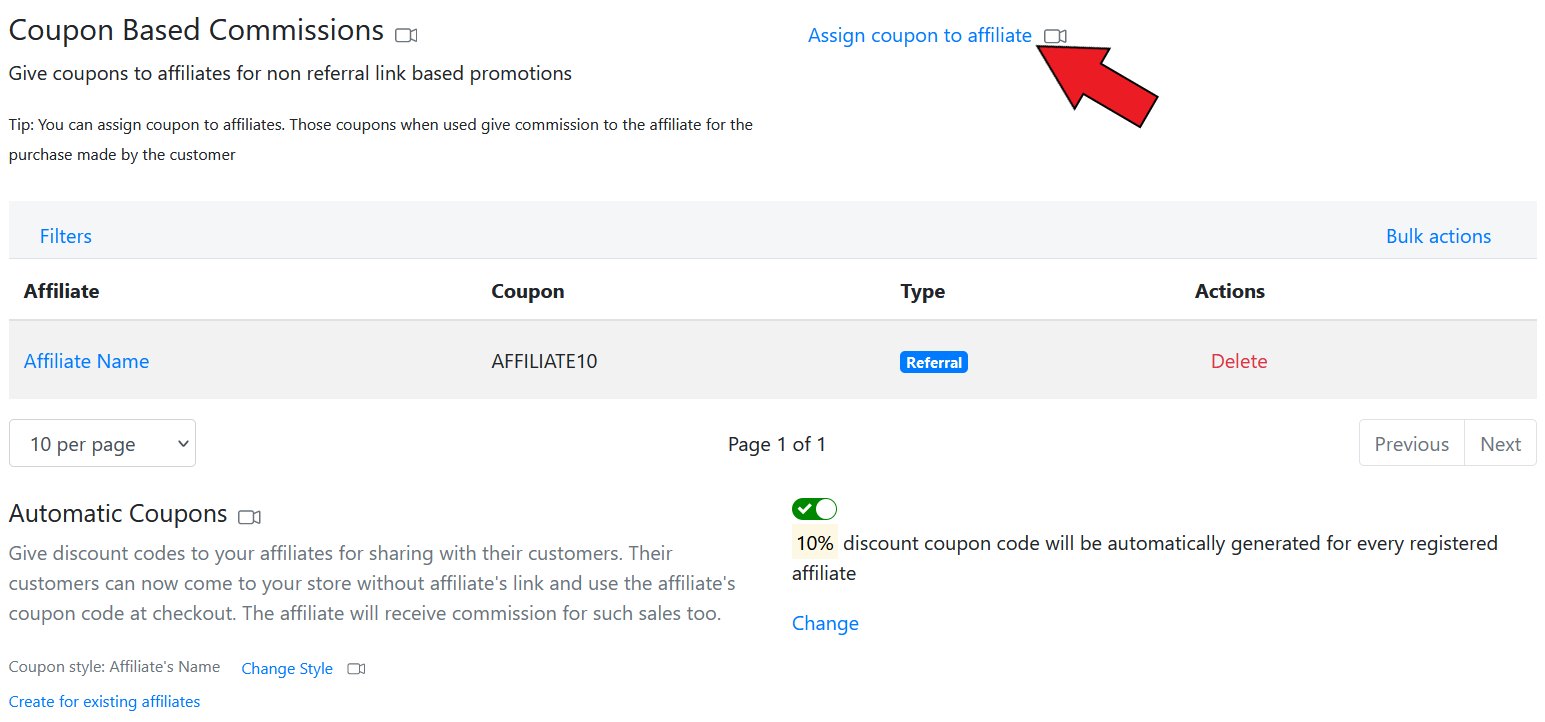 Coupon Based Commissions
Assign coupon to affiliate
Give coupons to affiliates for non referral link based promotions
Tip: You can assign coupon to affiliates. Those coupons when used give commission to the affiliate for the
purchase made by the customer
Filters
Bulk actions
Affiliate Coupon Type Actions
Affiliate Name AFFILIATE10 Referral Delete
10 per page
Page 1 of 1
Previous Next
Automatic Coupons
Give discount codes to your affiliates for sharing with their customers. Their
customers can now come to your store without affiliate's link and use the affiliate's
coupon code at checkout. The affiliate will receive commission for such sales too.
Coupon style: Affiliate's Name Change Style
Create for existing affiliates
10% discount coupon code will be automatically generated for every registered
affiliate
Change